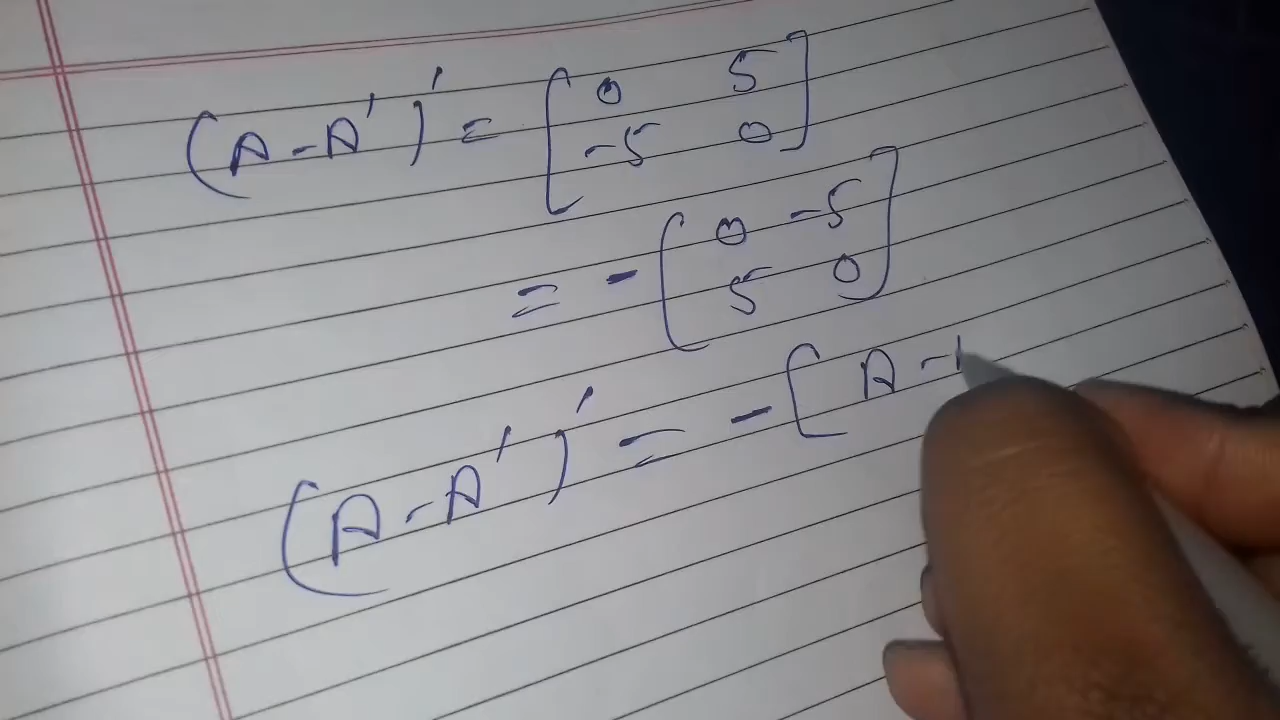 (A - A')' = [0 5
-5 0]
= - [0 -5
5 0]
(A - A')' = - [A -